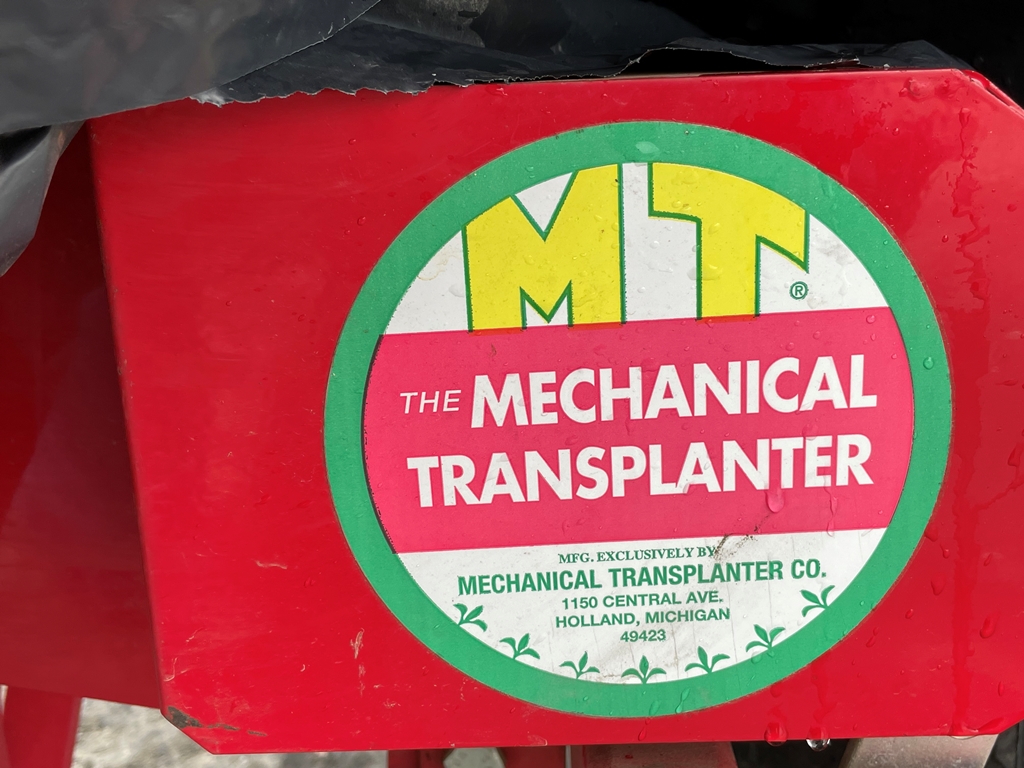 MT®
THE MECHANICAL
TRANSPLANTER
MFG. EXCLUSIVELY BY
MECHANICAL TRANSPLANTER CO.
1150 CENTRAL AVE.
HOLLAND, MICHIGAN
49423